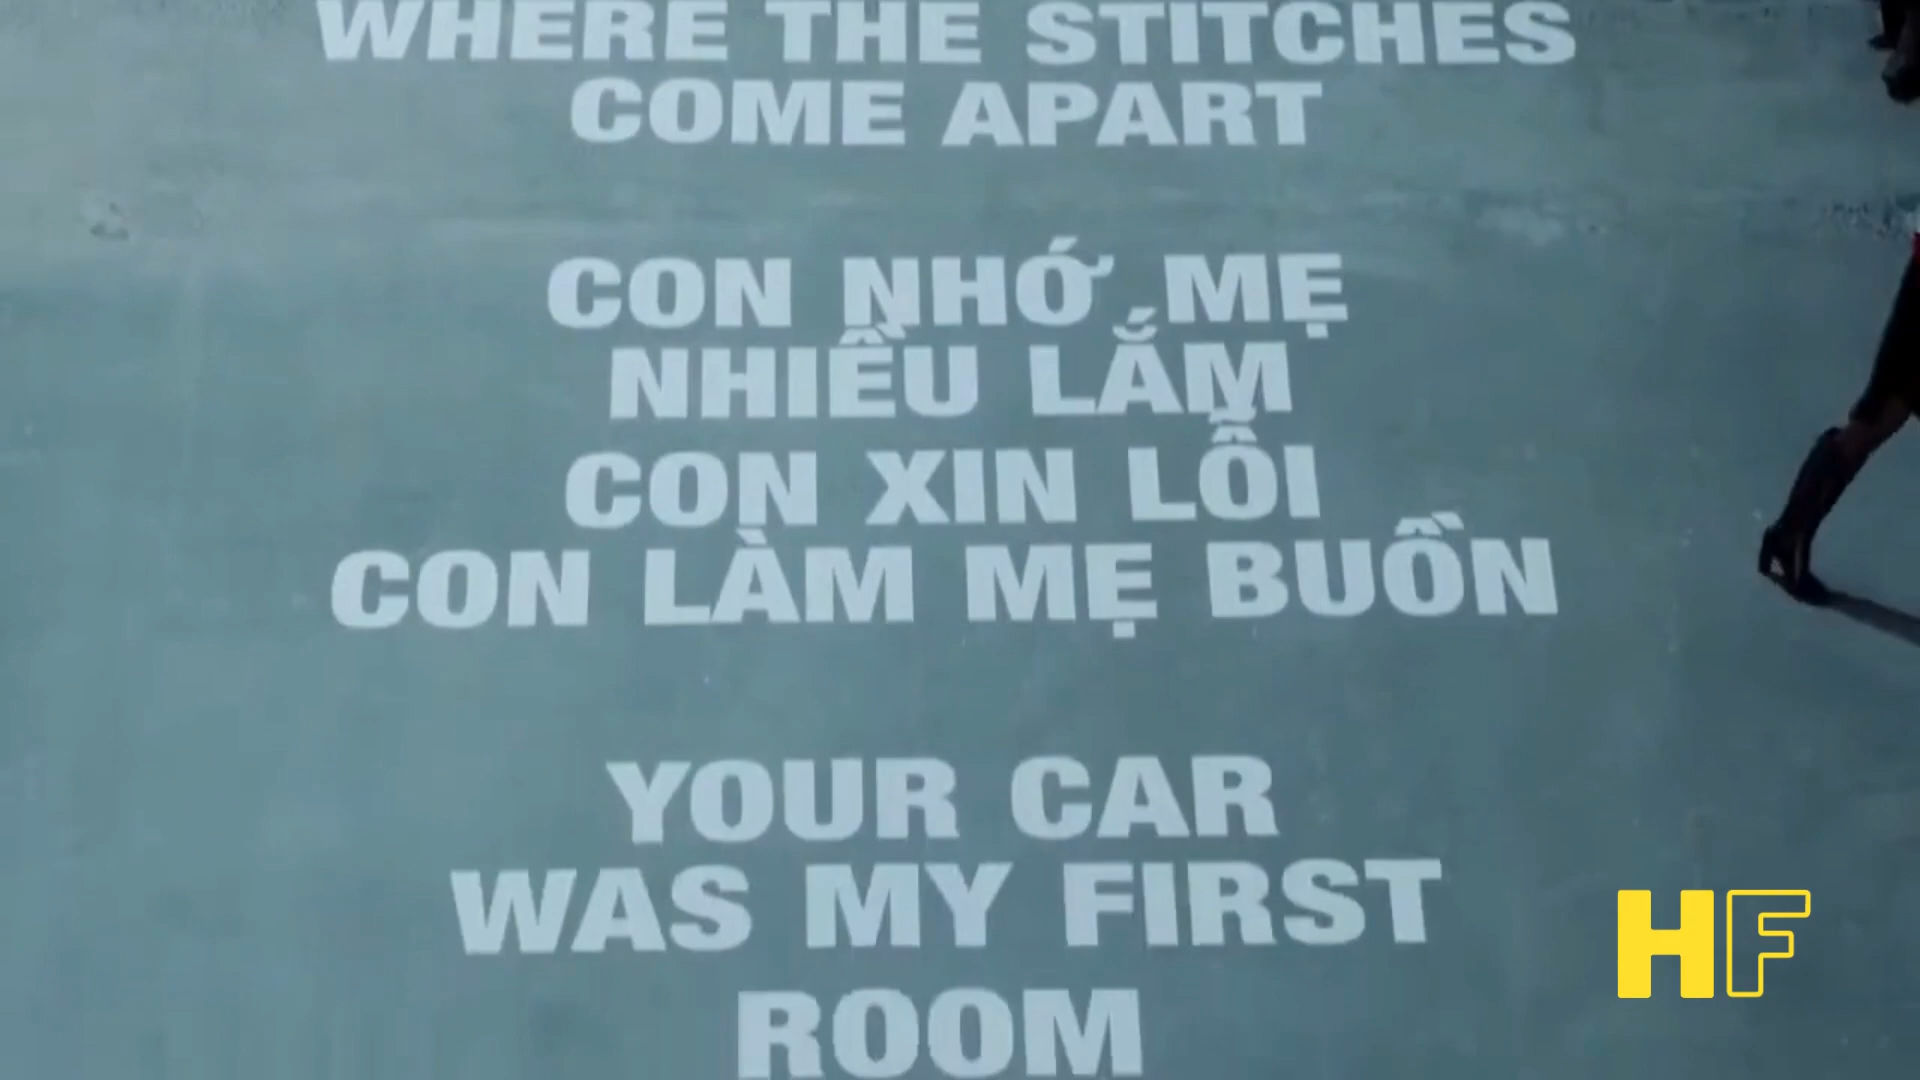 WHERE THE STITCHES
COME APART
CON NHỚ MẸ
NHIỀU LẮM
CON XIN LỖI
CON LÀM MẸ BUỒN
YOUR CAR
WAS MY FIRST
ROOM
HF